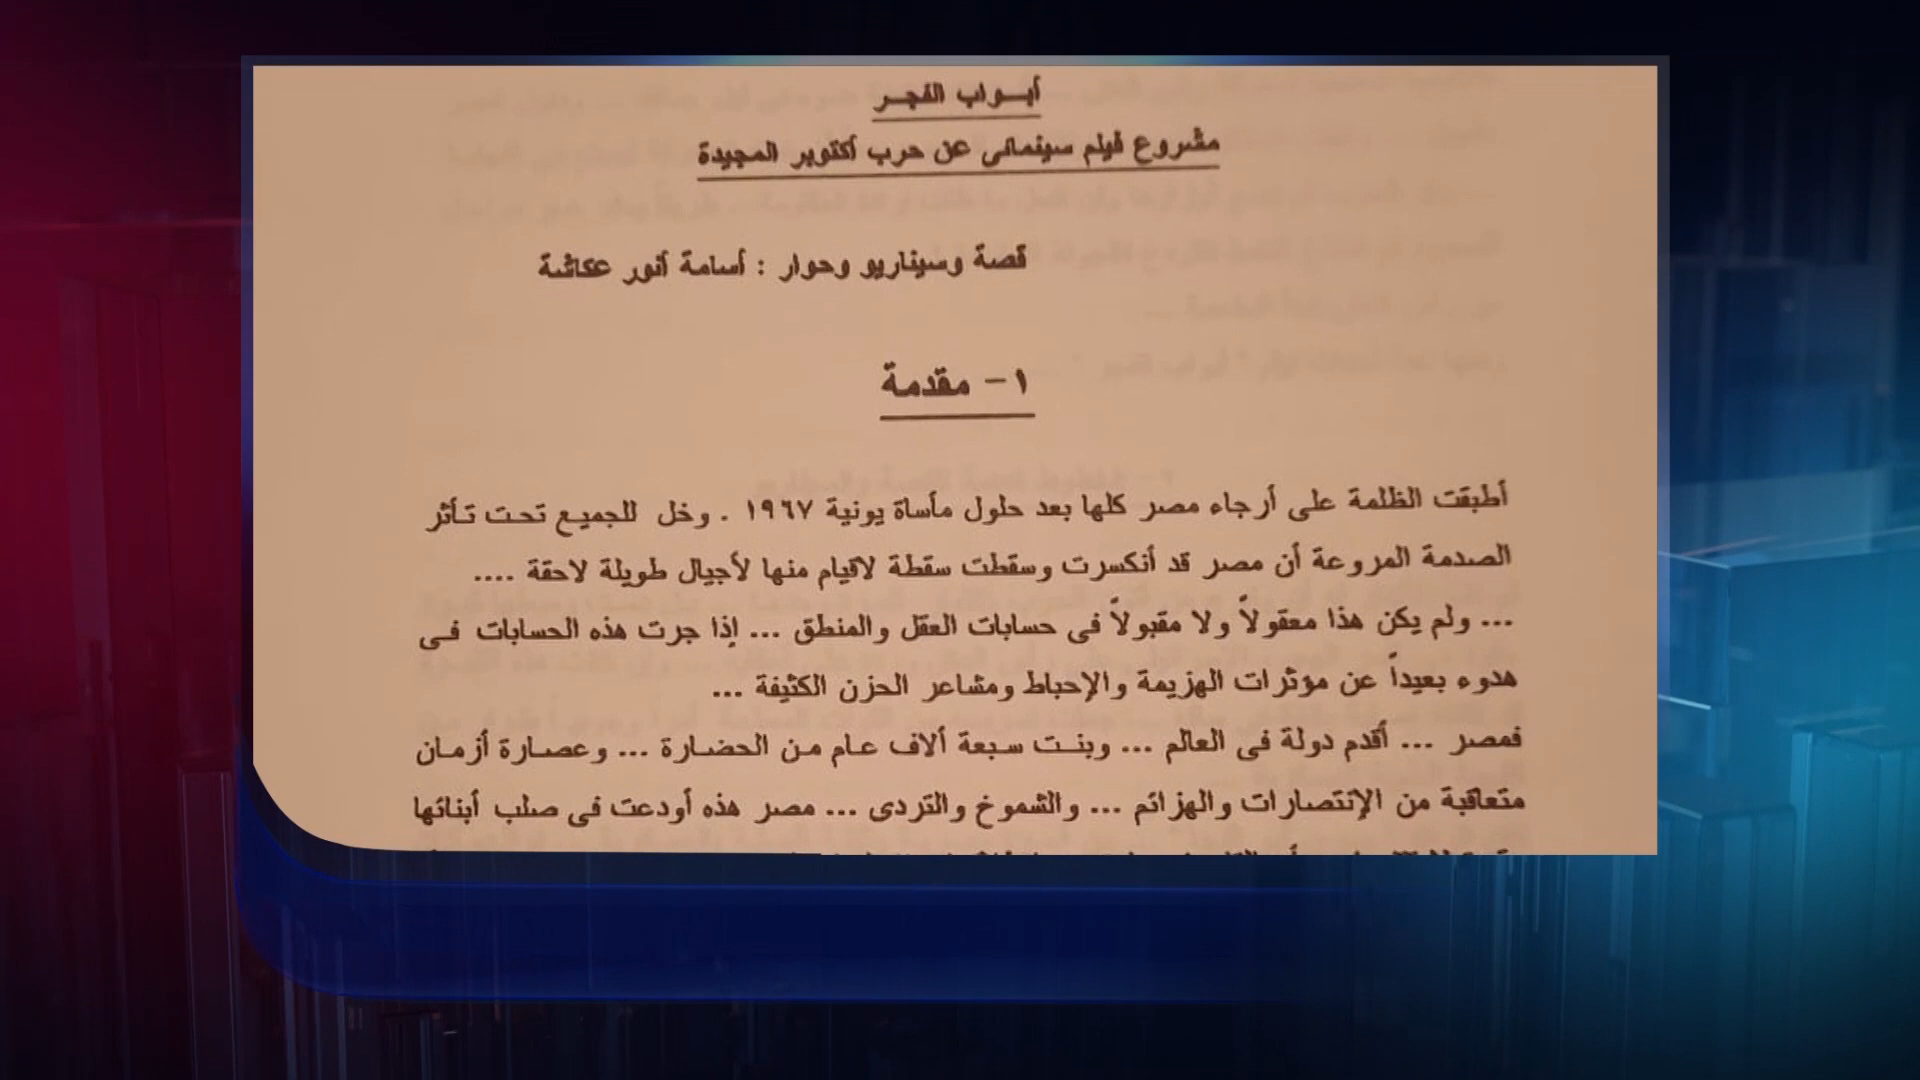 أبـواب الفجـر
مشروع فيلم سينمائى عن حرب أكتوبر المجيدة
قصة وسيناريو وحوار : أسامة أنور عكاشة
١- مقدمة
أطبقت الظلمة على أرجاء مصر كلها بعد حلول مأساة يونية ١٩٦٧ . وخل للجميع تحت تأثر
الصدمة المروعة أن مصر قد أنكسرت وسقطت سقطة لاقيام منها لأجيال طويلة لاحقة ....
... ولم يكن هذا معقولاً ولا مقبولاً فى حسابات العقل والمنطق ... إذا جرت هذه الحسابات فى
هدوء بعيداً عن مؤثرات الهزيمة والإحباط ومشاعر الحزن الكثيفة ...
فمصر ... أقدم دولة فى العالم ... وبنت سبعة ألاف عام من الحضارة ... وعصارة أزمان
متعاقبة من الإنتصارات والهزائم ... والشموخ والتردى ... مصر هذه أودعت فى صلب أبنائها